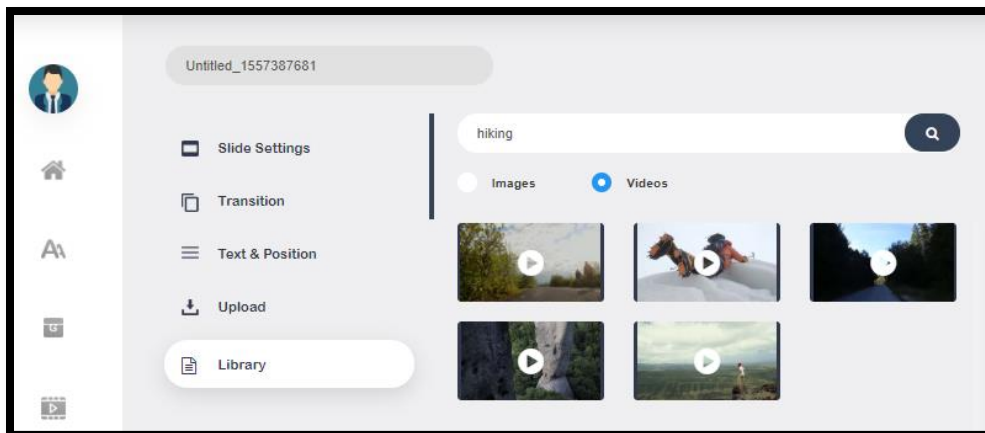 Untitled_1557387681
Slide Settings
Transition
Text & Position
Upload
Library
hiking
Images
Videos